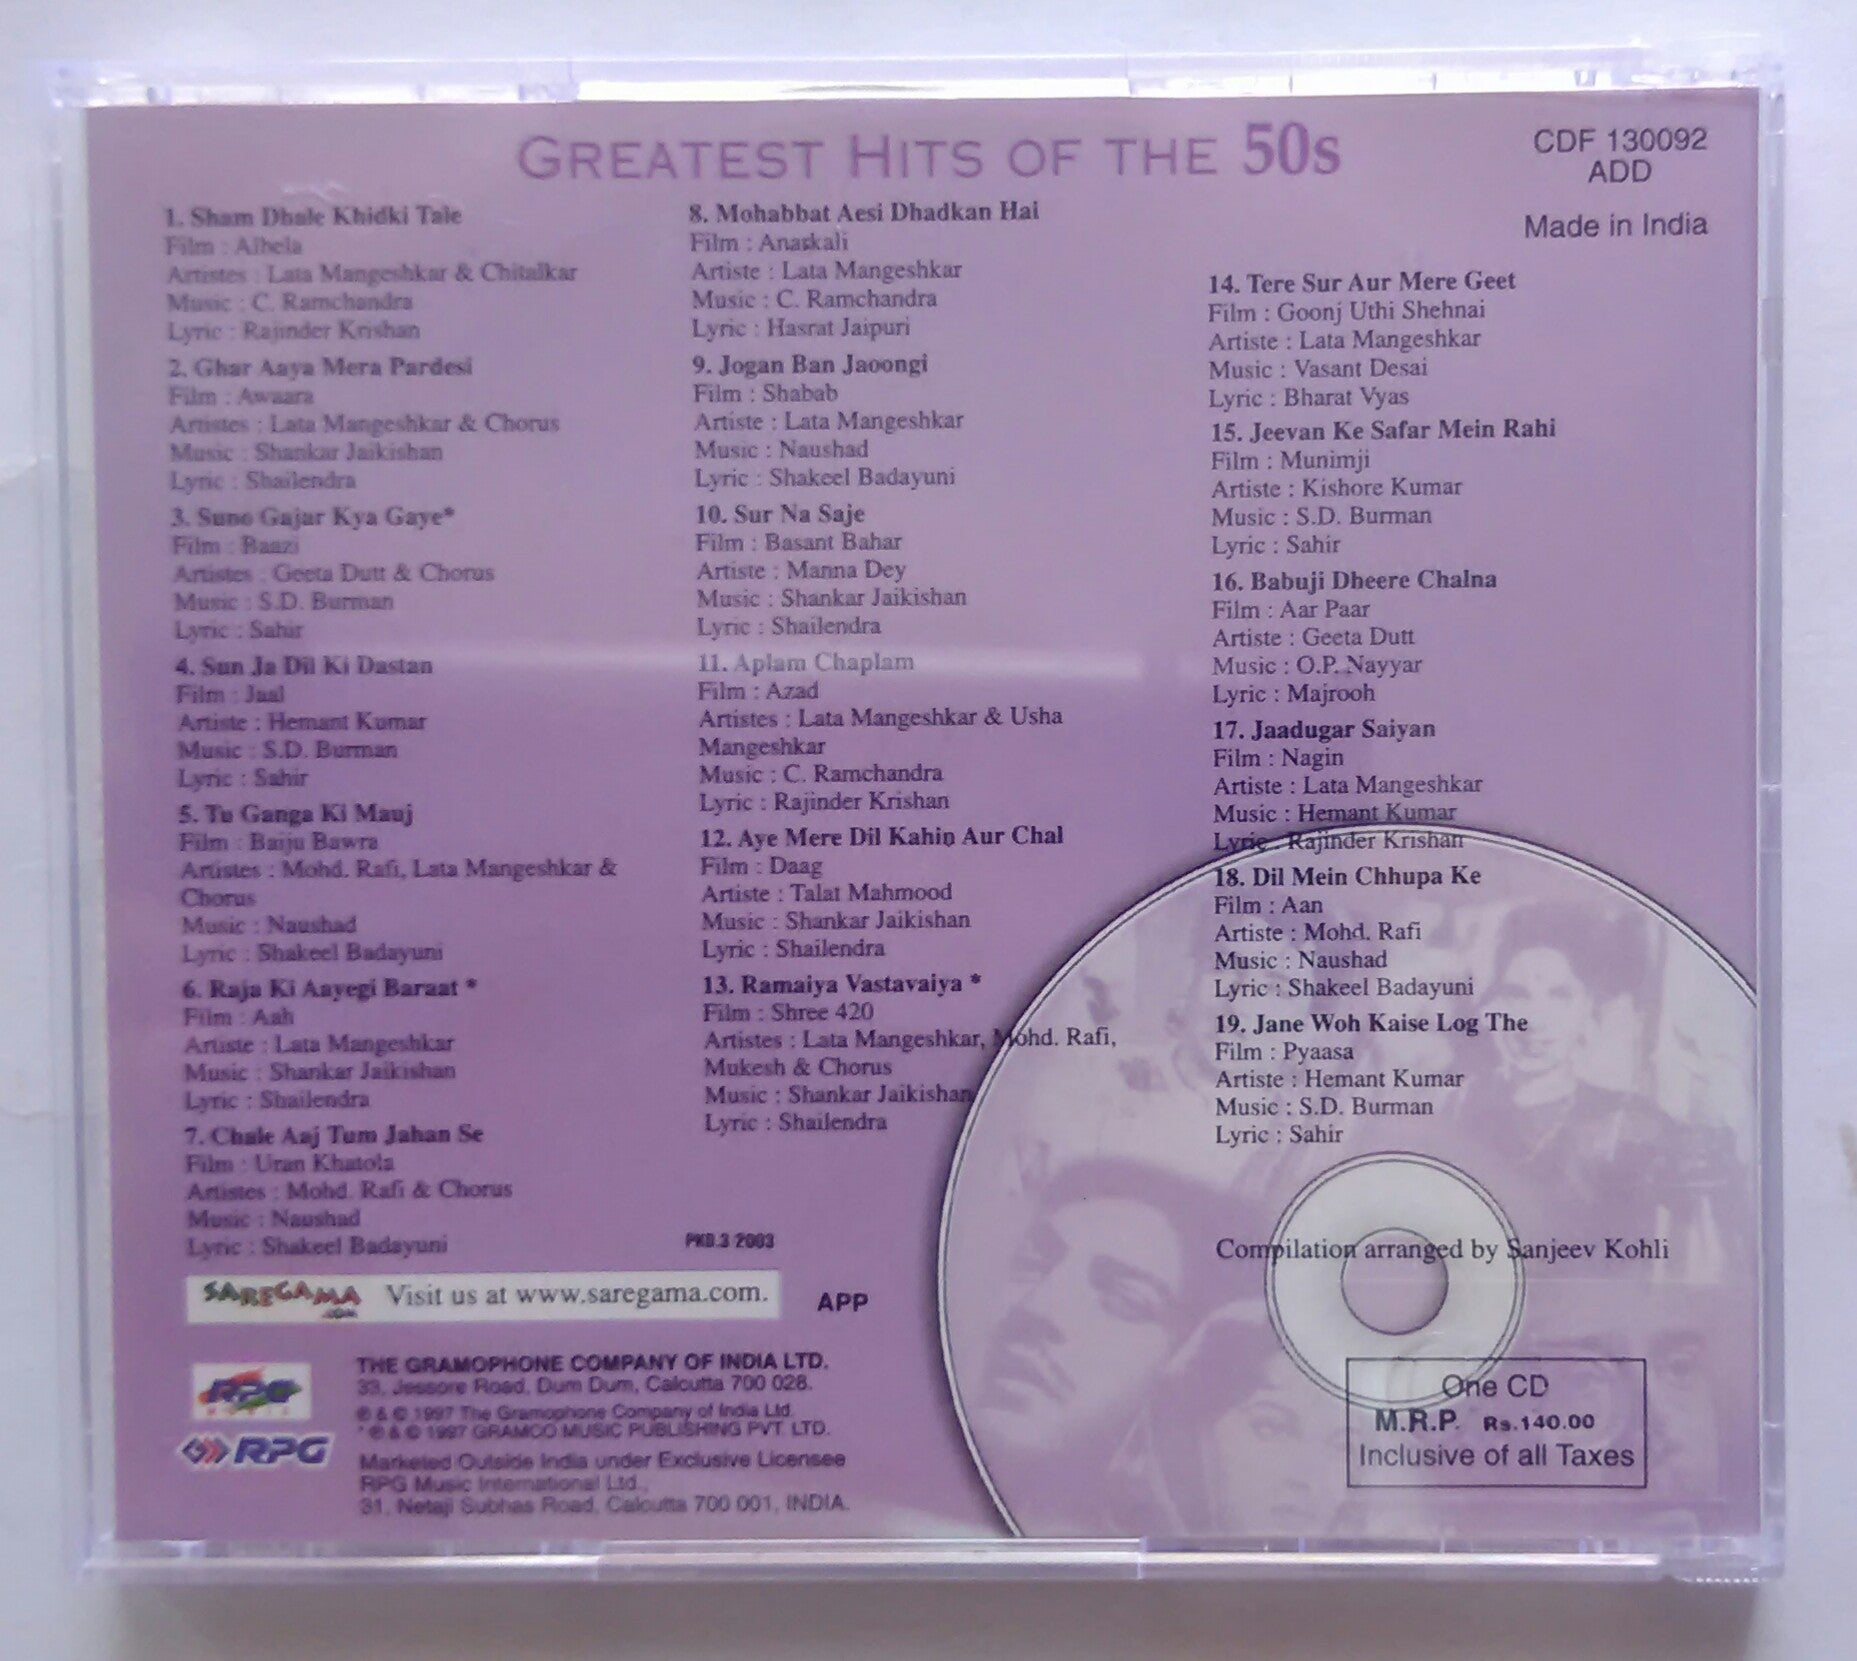 GREATEST HITS OF THE 50s
CDF 130092
ADD
Made in India
1. Sham Dhale Khidki Tale
Film : Albela
Artistes : Lata Mangeshkar & Chitalkar
Music : C. Ramchandra
Lyric : Rajinder Krishan
2. Ghar Aaya Mera Pardesi
Film : Awaara
Artistes : Lata Mangeshkar & Chorus
Music : Shankar Jaikishan
Lyric : Shailendra
3. Suno Gajar Kya Gaye*
Film : Baazi
Artistes : Geeta Dutt & Chorus
Music : S.D. Burman
Lyric : Sahir
4. Sun Ja Dil Ki Dastan
Film : Jaal
Artiste : Hemant Kumar
Music : S.D. Burman
Lyric : Sahir
5. Tu Ganga Ki Mauj
Film : Baiju Bawra
Artistes : Mohd. Rafi, Lata Mangeshkar &
Chorus
Music : Naushad
Lyric : Shakeel Badayuni
6. Raja Ki Aayegi Baraat *
Film : Aah
Artiste : Lata Mangeshkar
Music : Shankar Jaikishan
Lyric : Shailendra
7. Chale Aaj Tum Jahan Se
Film : Uran Khatola
Artistes : Mohd. Rafi & Chorus
Music : Naushad
Lyric : Shakeel Badayuni
8. Mohabbat Aesi Dhadkan Hai
Film : Anarkali
Artiste : Lata Mangeshkar
Music : C. Ramchandra
Lyric : Hasrat Jaipuri
9. Jogan Ban Jaoongi
Film : Shabab
Artiste : Lata Mangeshkar
Music : Naushad
Lyric : Shakeel Badayuni
10. Sur Na Saje
Film : Basant Bahar
Artiste : Manna Dey
Music : Shankar Jaikishan
Lyric : Shailendra
11. Aplam Chaplam
Film : Azad
Artistes : Lata Mangeshkar & Usha
Mangeshkar
Music : C. Ramchandra
Lyric : Rajinder Krishan
12. Aye Mere Dil Kahin Aur Chal
Film : Daag
Artiste : Talat Mahmood
Music : Shankar Jaikishan
Lyric : Shailendra
13. Ramaiya Vastavaiya *
Film : Shree 420
Artistes : Lata Mangeshkar, Mohd. Rafi,
Mukesh & Chorus
Music : Shankar Jaikishan
Lyric : Shailendra
14. Tere Sur Aur Mere Geet
Film : Goonj Uthi Shehnai
Artiste : Lata Mangeshkar
Music : Vasant Desai
Lyric : Bharat Vyas
15. Jeevan Ke Safar Mein Rahi
Film : Munimji
Artiste : Kishore Kumar
Music : S.D. Burman
Lyric : Sahir
16. Babuji Dheere Chalna
Film : Aar Paar
Artiste : Geeta Dutt
Music : O.P. Nayyar
Lyric : Majrooh
17. Jaadugar Saiyan
Film : Nagin
Artiste : Lata Mangeshkar
Music : Hemant Kumar
Lyric : Rajinder Krishan
18. Dil Mein Chhupa Ke
Film : Aan
Artiste : Mohd. Rafi
Music : Naushad
Lyric : Shakeel Badayuni
19. Jane Woh Kaise Log The
Film : Pyaasa
Artiste : Hemant Kumar
Music : S.D. Burman
Lyric : Sahir
Compilation arranged by Sanjeev Kohli
PKD.3 2003
SAREGAMA.com
Visit us at www.saregama.com.
APP
RPG
MUSIC
RPG
THE GRAMOPHONE COMPANY OF INDIA LTD.
33, Jessore Road, Dum Dum, Calcutta 700 028.
℗ & © 1997 The Gramophone Company of India Ltd.
* ℗ & © 1997 GRAMCO MUSIC PUBLISHING PVT. LTD.
Marketed Outside India under Exclusive Licensee
RPG Music International Ltd.,
31, Netaji Subhas Road, Calcutta 700 001, INDIA.
One CD
M.R.P. Rs.140.00
Inclusive of all Taxes